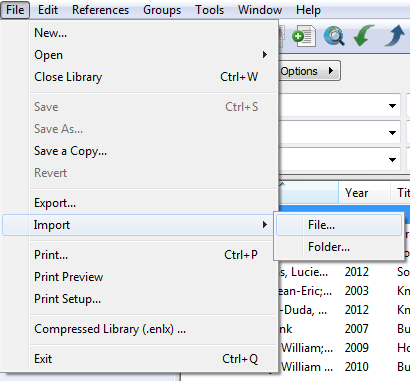 File Edit References Groups Tools Window Help
New...
Open
Close Library Ctrl+W
Options
Save Ctrl+S
Save As...
Save a Copy...
Revert
Year
Export...
Import
File...
Folder...
Print... Ctrl+P
Print Preview
Print Setup...
Compressed Library (.enlx) ...
Exit Ctrl+Q
s, Lucie... 2012 So
ean-Eric;... 2003 Kn
-Duda, ... 2012 Kn
nk 2007 Bu
William; ... 2009 Ho
William; ... 2010 Bu